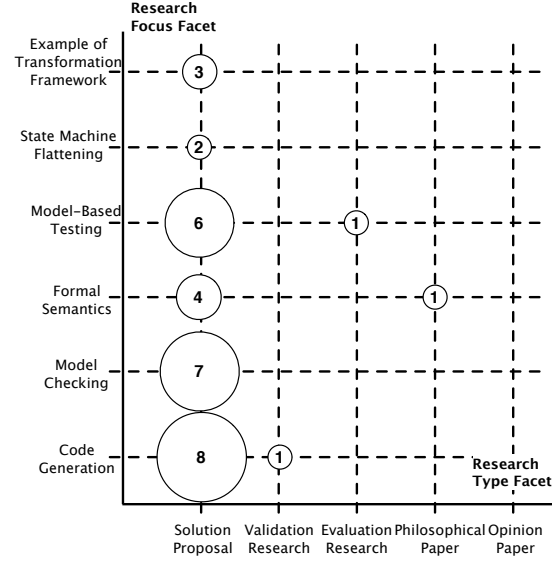 Research
Focus Facet
Example of
Transformation
Framework
3
State Machine
Flattening
2
Model-Based
Testing
6
1
Formal
Semantics
4
1
Model
Checking
7
Code
Generation
8
1
Research
Type Facet
Solution
Proposal
Validation
Research
Evaluation
Research
Philosophical
Paper
Opinion
Paper